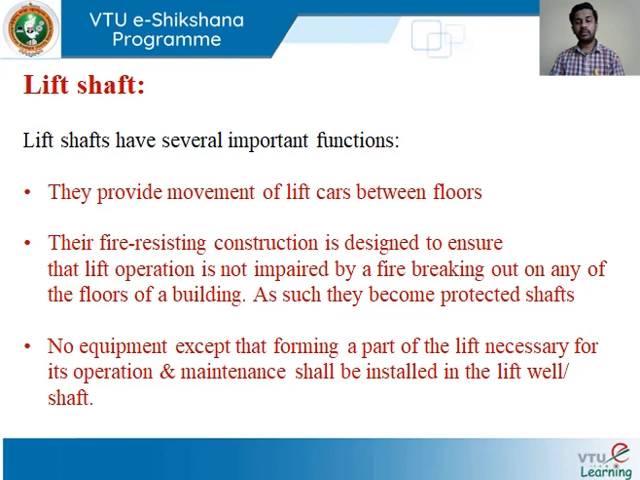 VTU e-Shikshana
Programme
Lift shaft:
Lift shafts have several important functions:
• They provide movement of lift cars between floors
• Their fire-resisting construction is designed to ensure
that lift operation is not impaired by a fire breaking out on any of
the floors of a building. As such they become protected shafts
• No equipment except that forming a part of the lift necessary for
its operation & maintenance shall be installed in the lift well/
shaft.
VTU e
Learning